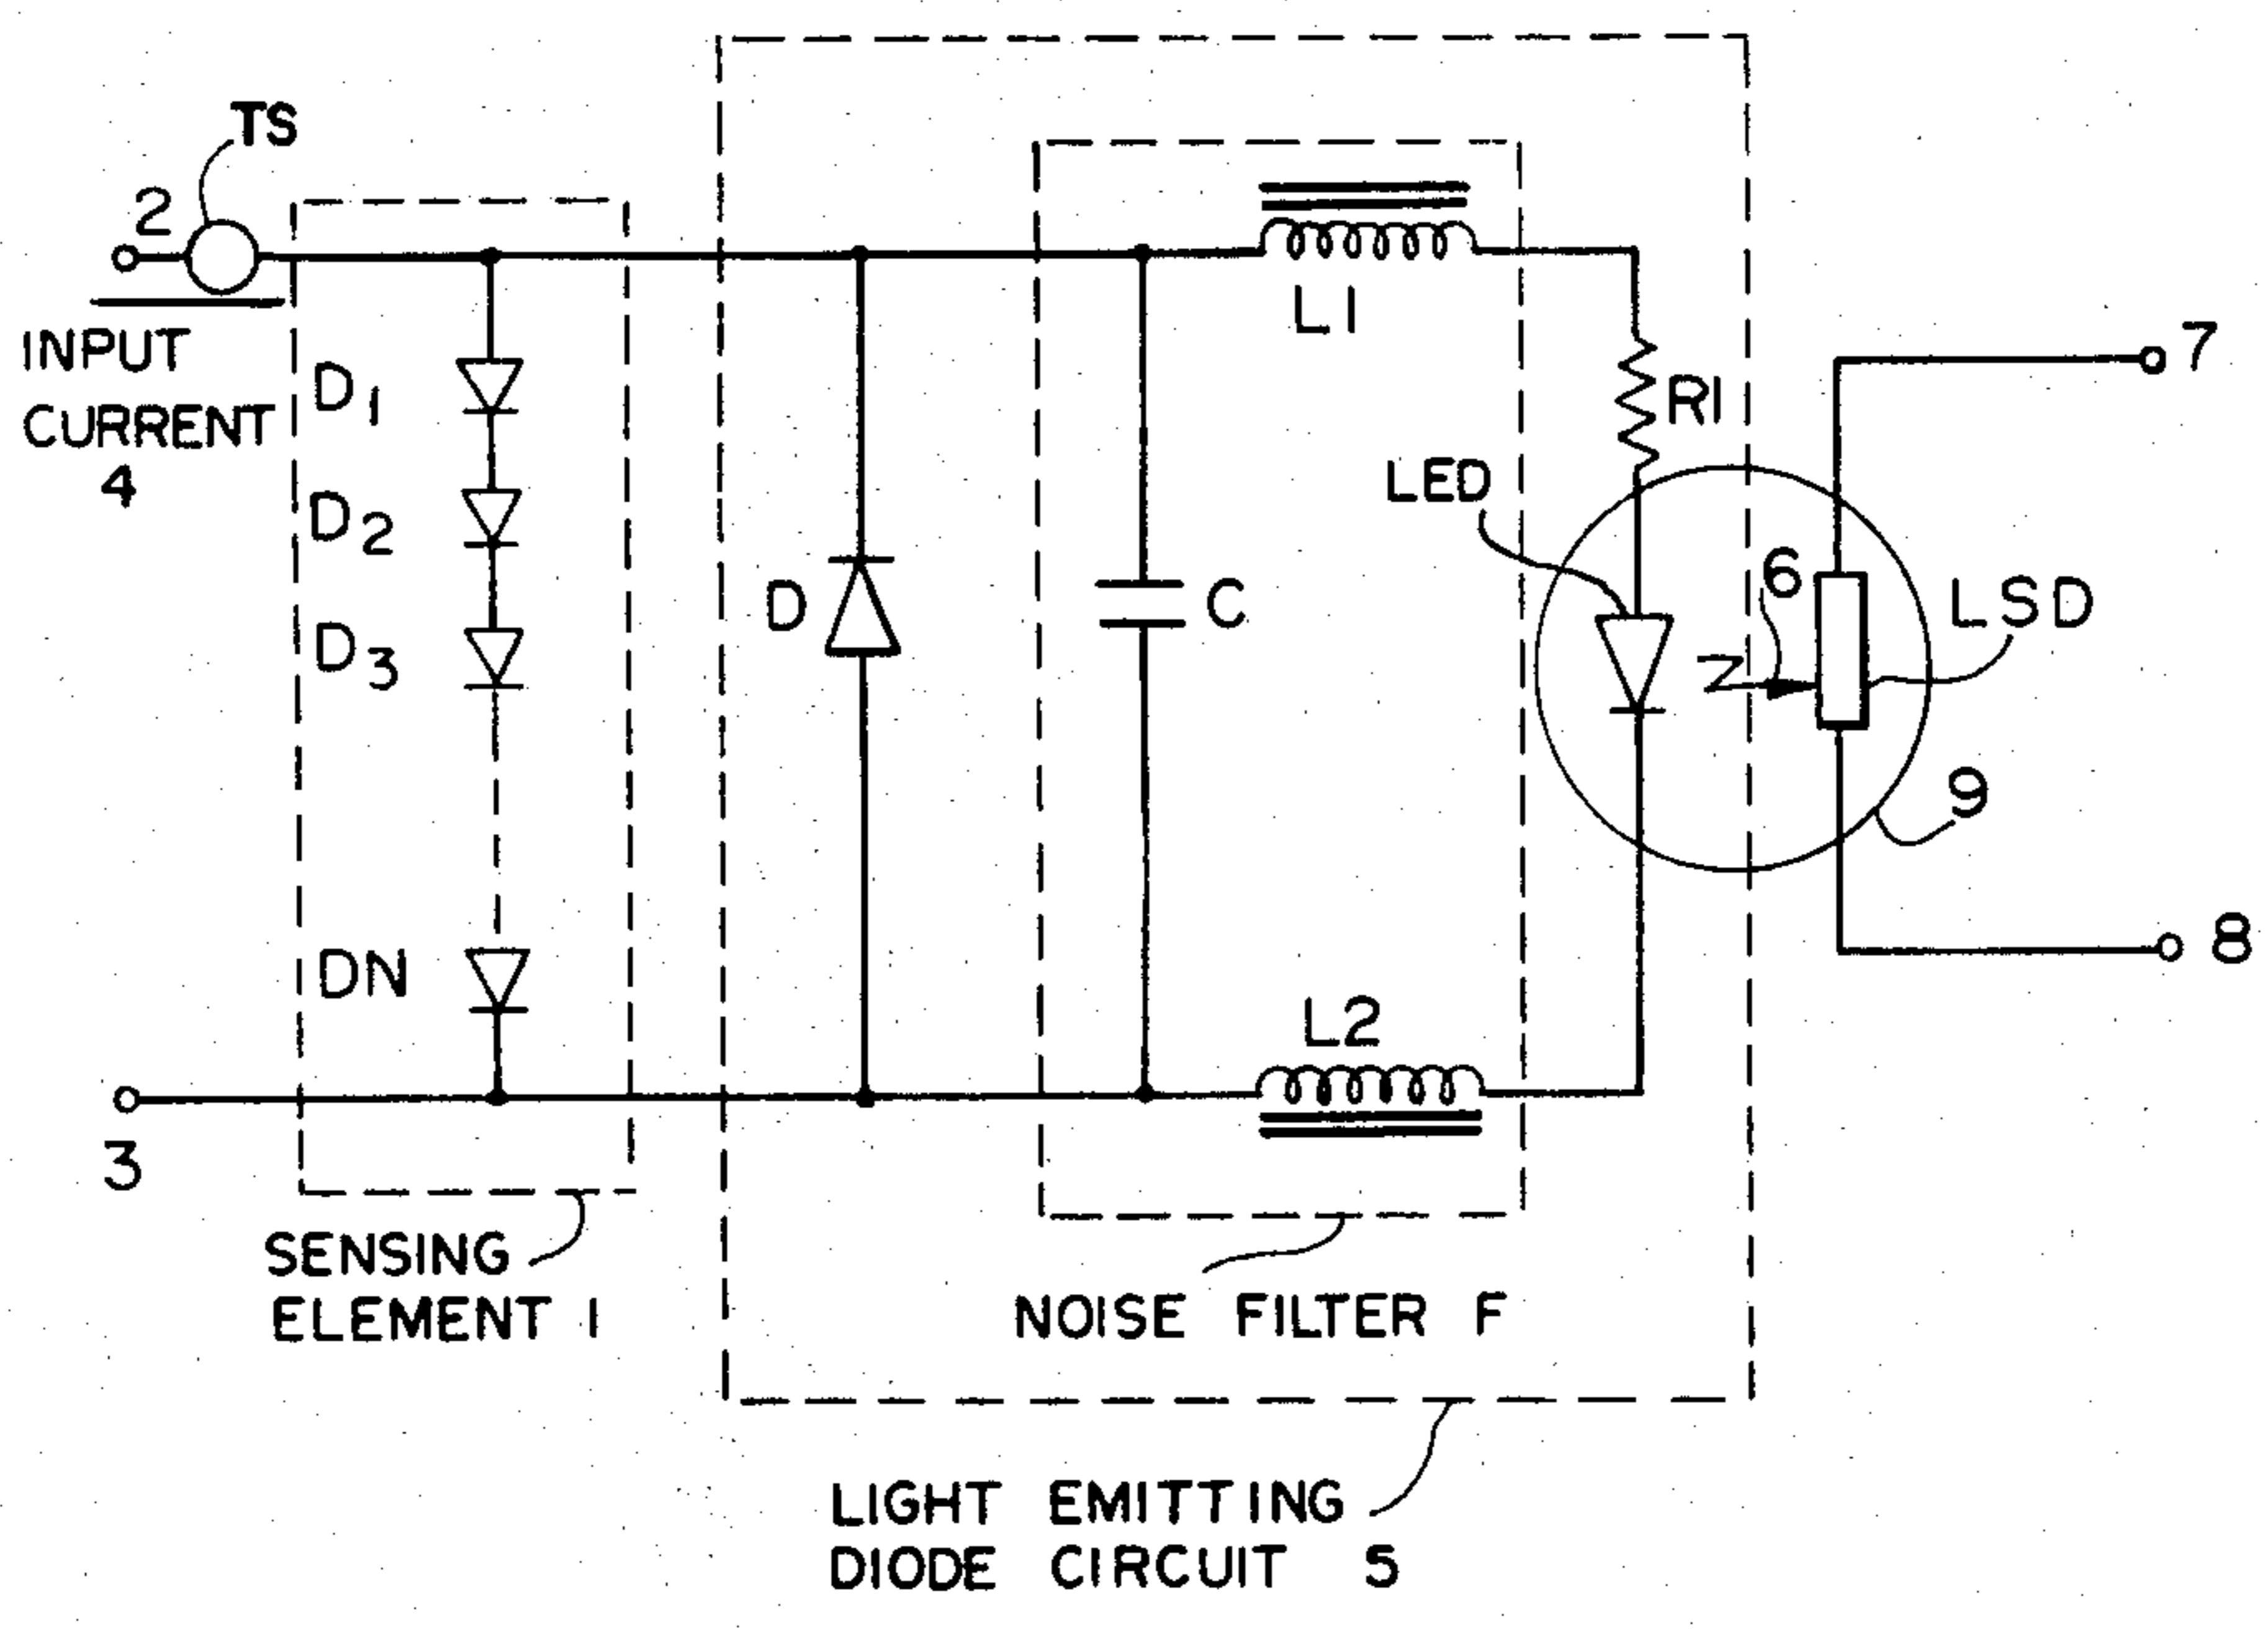 TS
2
INPUT
CURRENT
4
D1
D2
D3
DN
3
SENSING
ELEMENT 1
D
C
L1
L2
R1
LED
6
LSD
7
9
8
NOISE FILTER F
LIGHT EMITTING
DIODE CIRCUIT 5